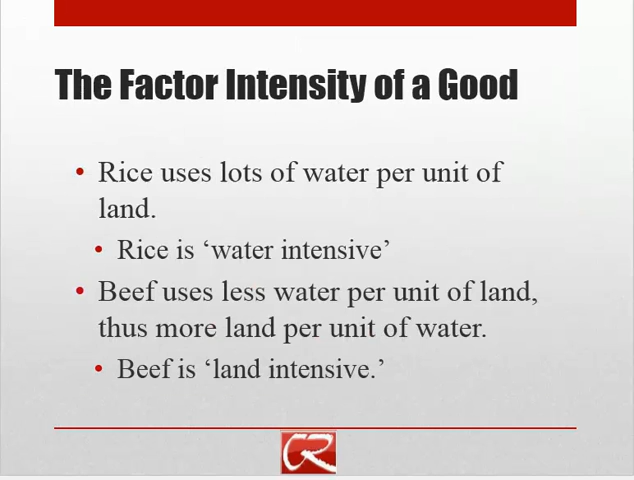 The Factor Intensity of a Good
• Rice uses lots of water per unit of
land.
• Rice is ‘water intensive’
• Beef uses less water per unit of land,
thus more land per unit of water.
• Beef is ‘land intensive.’
CR